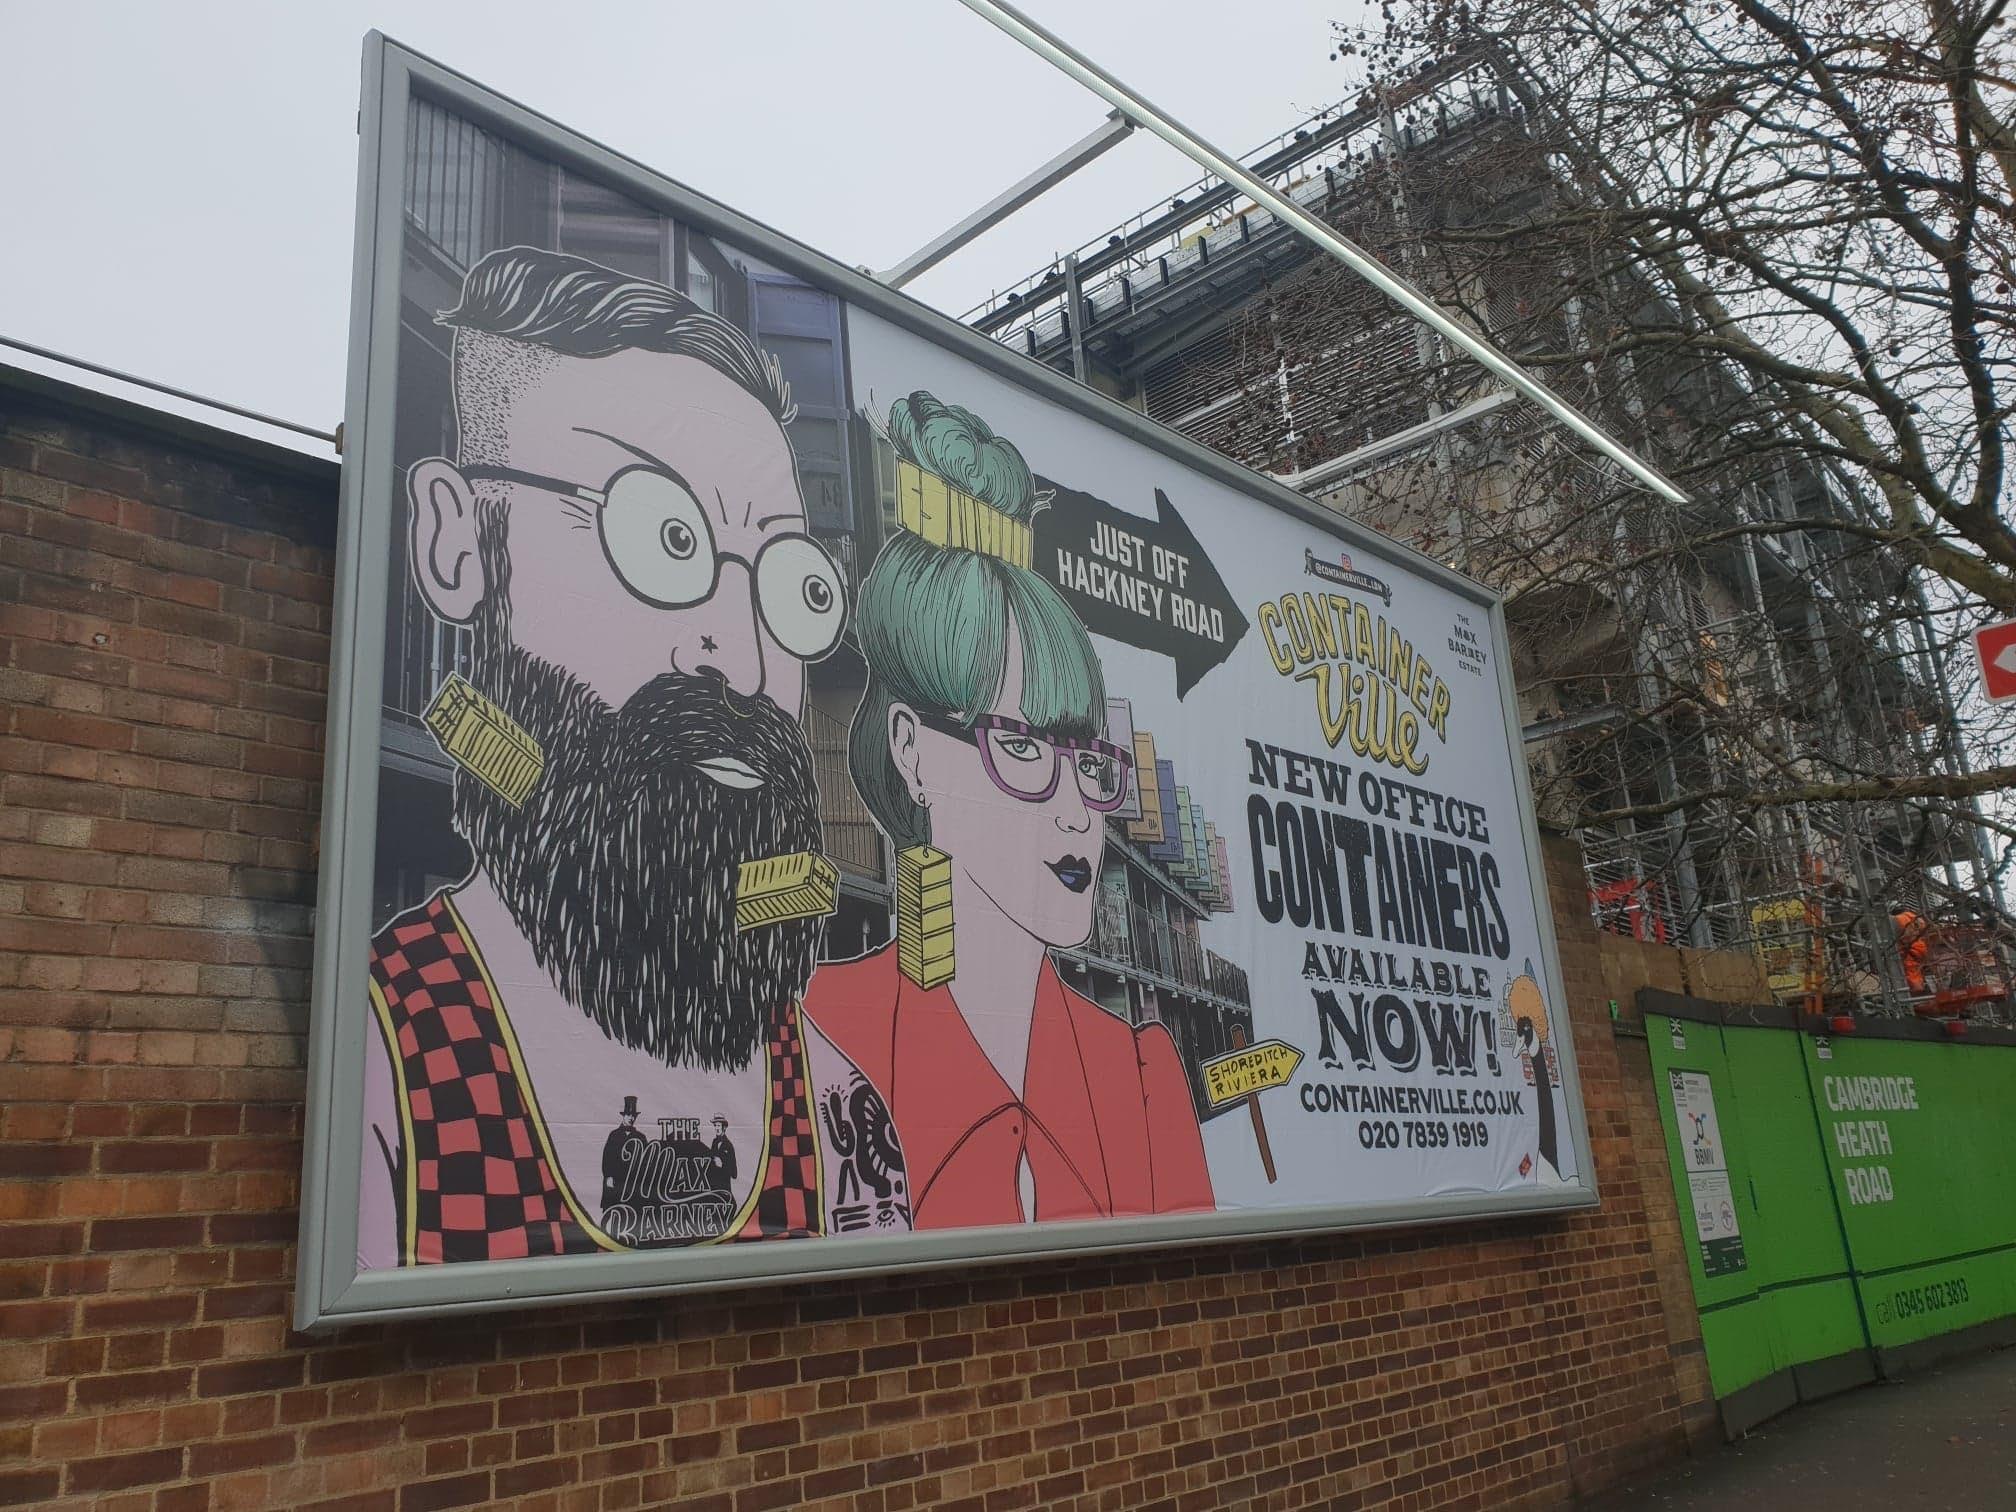 JUST OFF
HACKNEY ROAD
@CONTAINERVILLE_LDN
CONTAINER
Ville
THE
MAX
BARNEY
ESTATE
NEW OFFICE
CONTAINERS
AVAILABLE
NOW!
CONTAINERVILLE.CO.UK
020 7839 1919
SHOREDITCH
RIVIERA
THE
MAX
BARNEY
BBMV
CAMBRIDGE
HEATH
ROAD
call 0345 602 3813